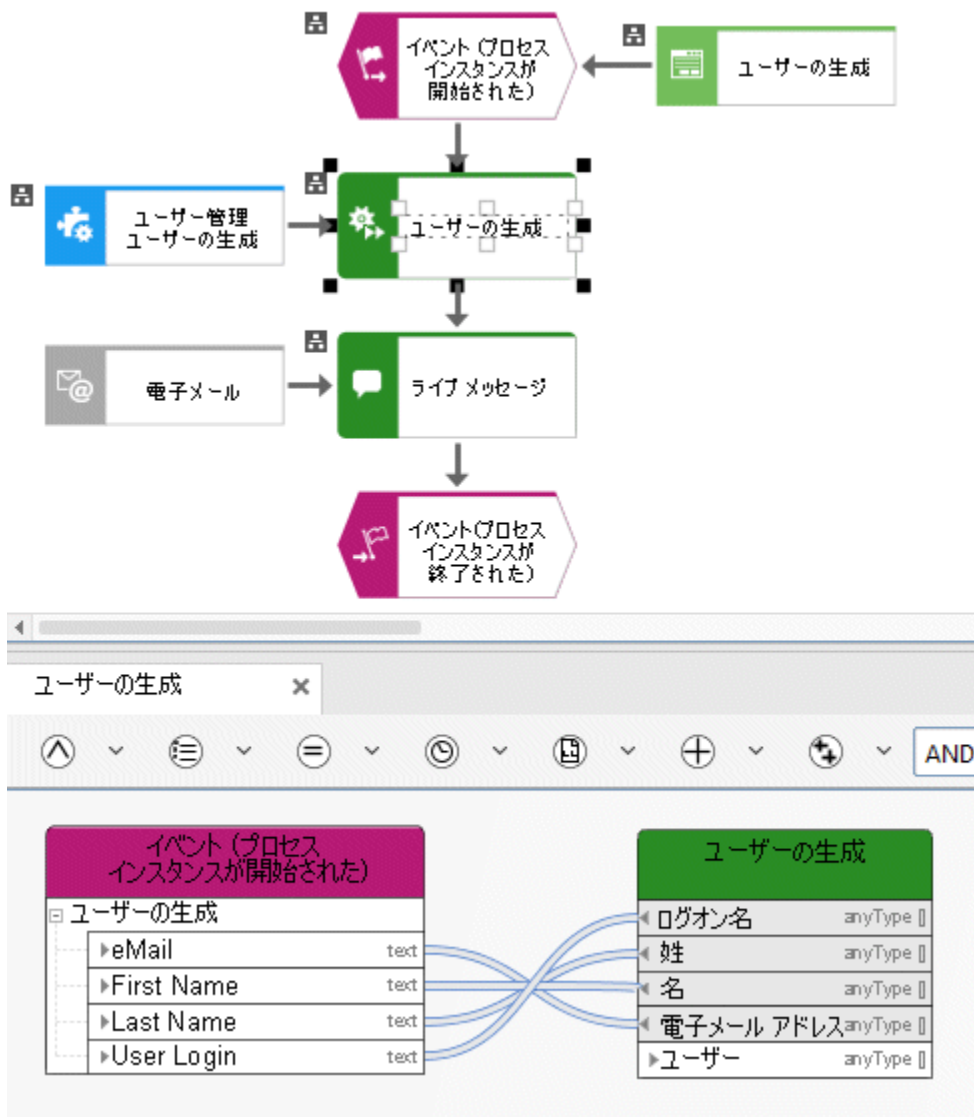 イベント (プロセス
インスタンスが
開始された)
ユーザーの生成
ユーザー管理
ユーザーの生成
ユーザーの生成
電子メール
ライブ メッセージ
イベント(プロセス
インスタンスが
終了された)
ユーザーの生成
AND
イベント (プロセス
インスタンスが開始された)
ユーザーの生成
eMail text
First Name text
Last Name text
User Login text
ユーザーの生成
ログオン名 anyType []
姓 anyType []
名 anyType []
電子メール アドレス anyType []
ユーザー anyType []